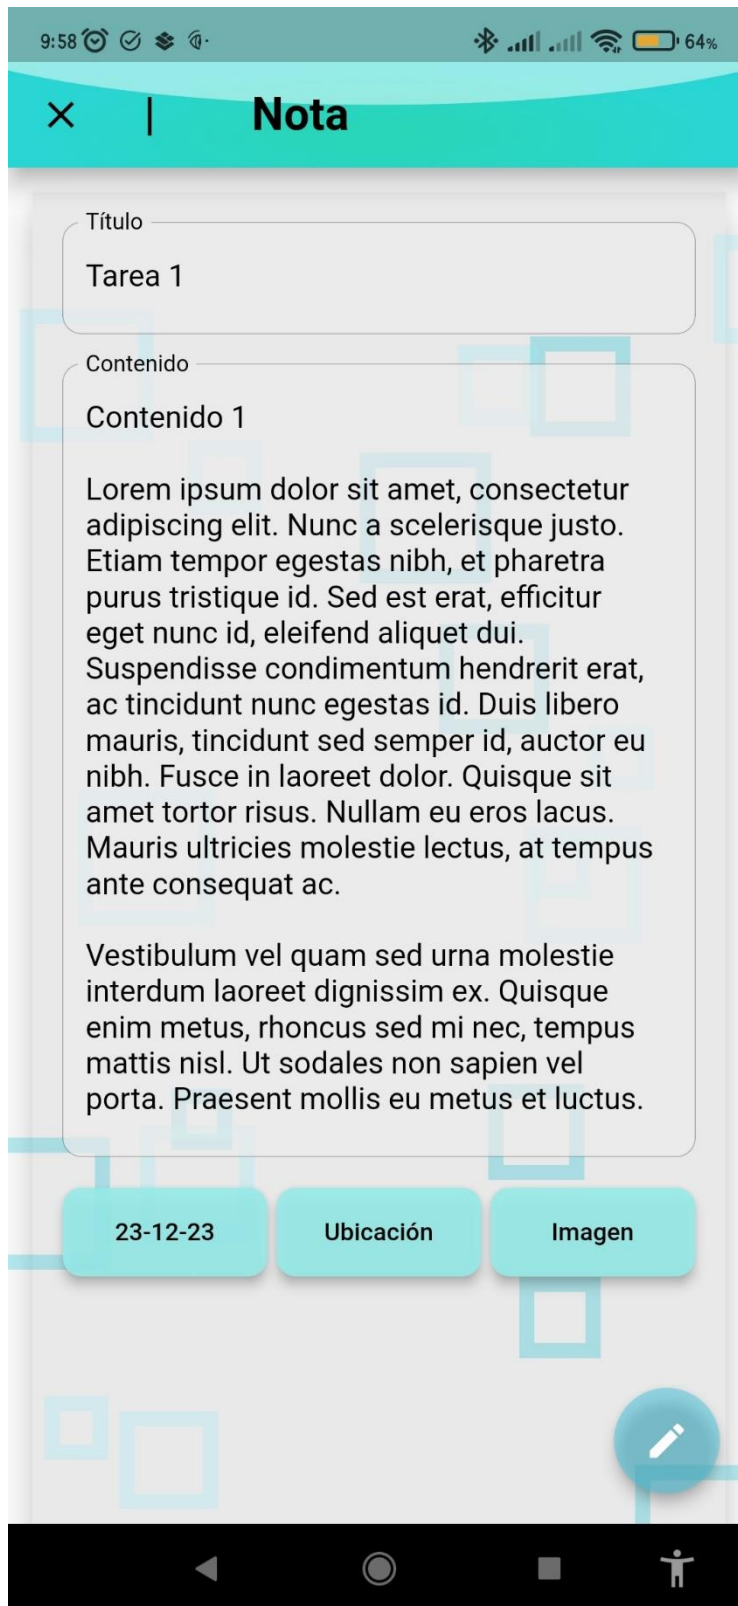 9:58 64%
Nota
Título
Tarea 1
Contenido
Contenido 1
Lorem ipsum dolor sit amet, consectetur
adipiscing elit. Nunc a scelerisque justo.
Etiam tempor egestas nibh, et pharetra
purus tristique id. Sed est erat, efficitur
eget nunc id, eleifend aliquet dui.
Suspendisse condimentum hendrerit erat,
ac tincidunt nunc egestas id. Duis libero
mauris, tincidunt sed semper id, auctor eu
nibh. Fusce in laoreet dolor. Quisque sit
amet tortor risus. Nullam eu eros lacus.
Mauris ultricies molestie lectus, at tempus
ante consequat ac.
Vestibulum vel quam sed urna molestie
interdum laoreet dignissim ex. Quisque
enim metus, rhoncus sed mi nec, tempus
mattis nisl. Ut sodales non sapien vel
porta. Praesent mollis eu metus et luctus.
23-12-23 Ubicación Imagen